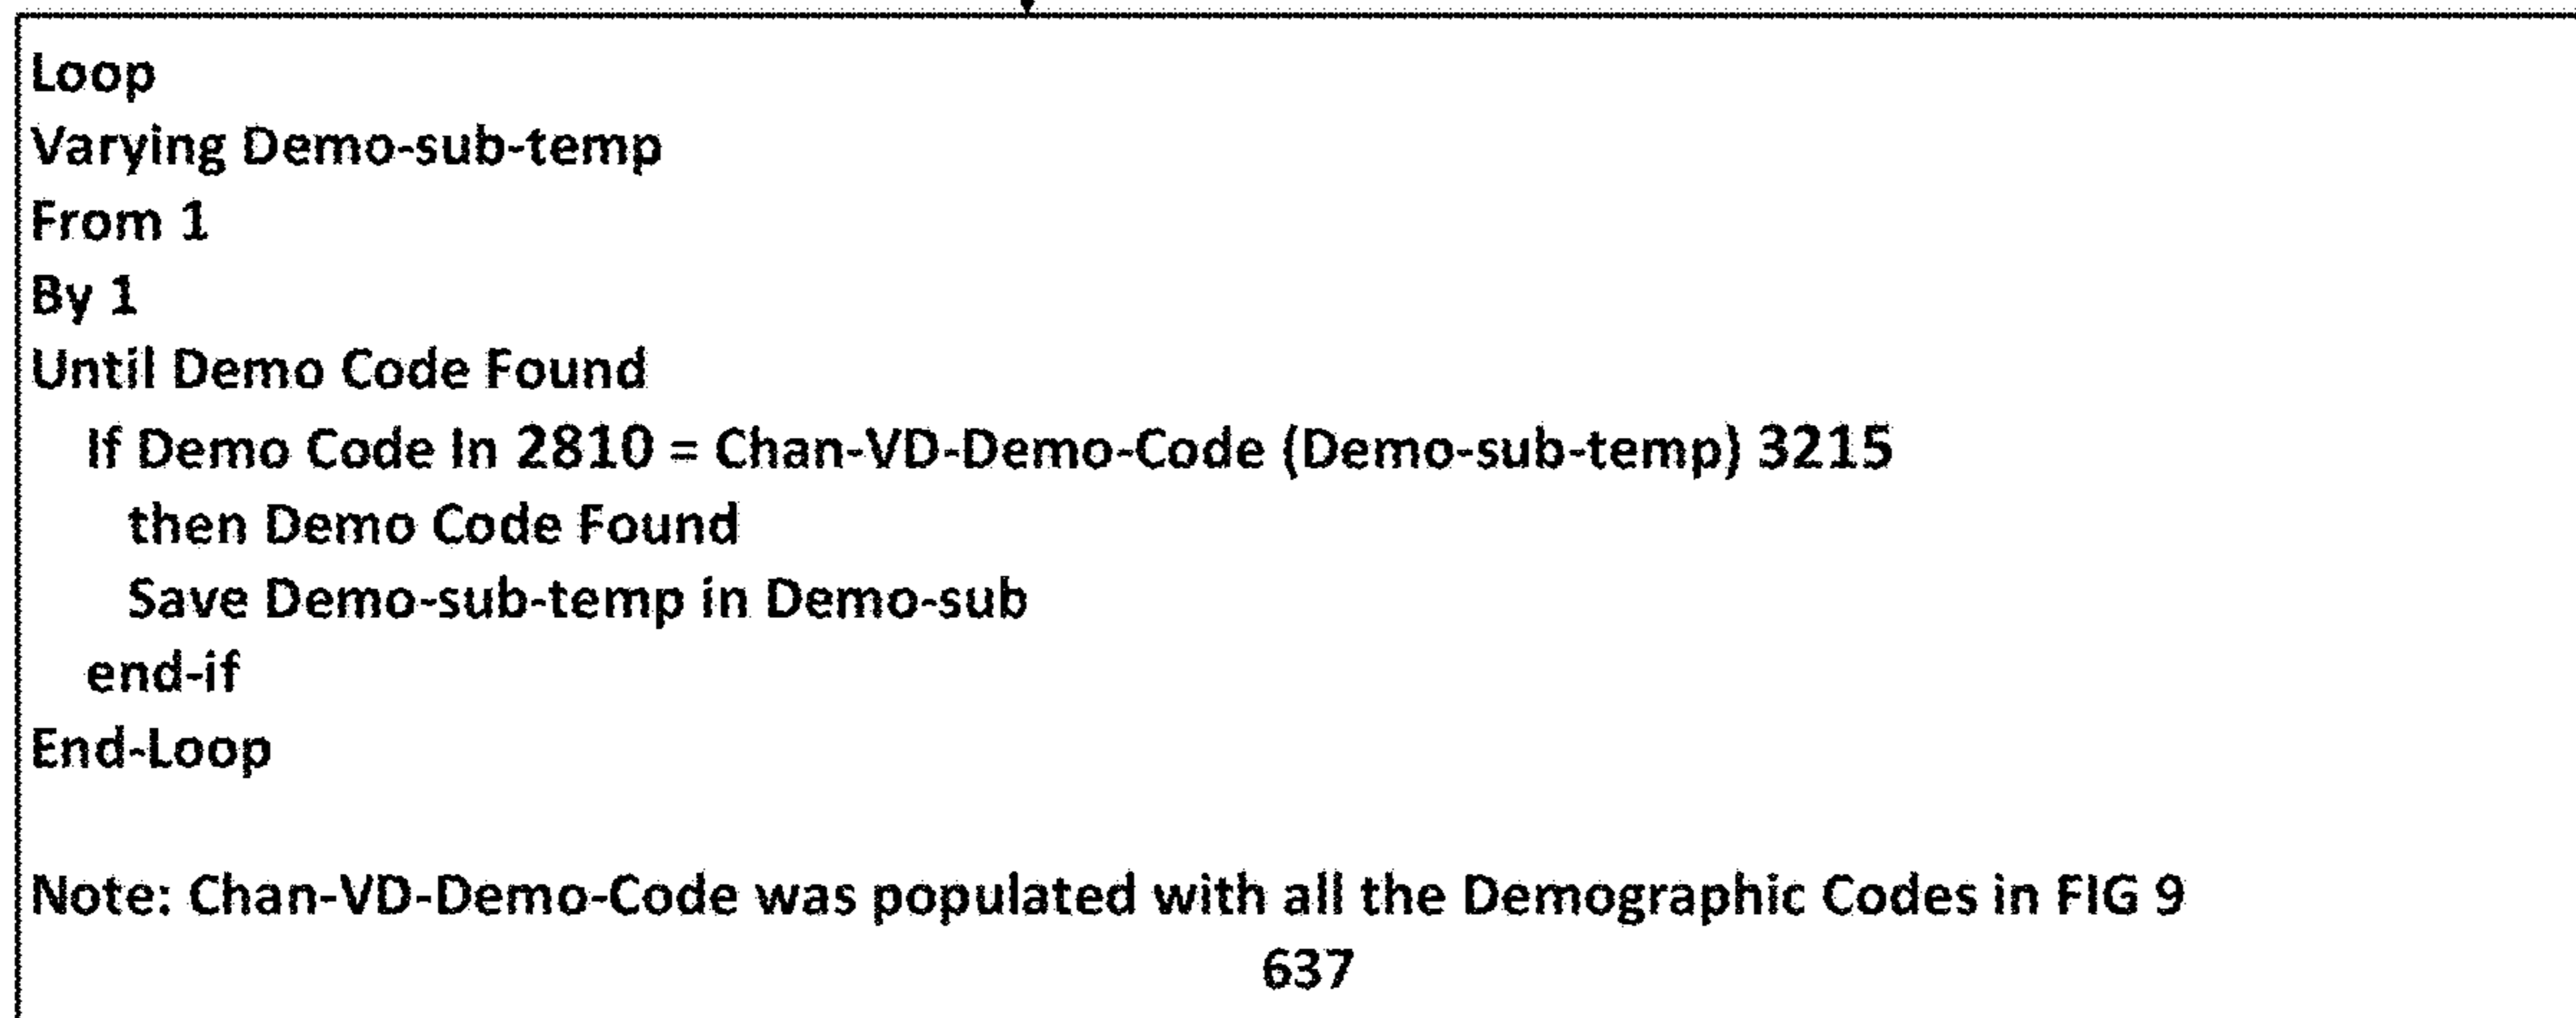 Loop
Varying Demo-sub-temp
From 1
By 1
Until Demo Code Found
If Demo Code In 2810 = Chan-VD-Demo-Code (Demo-sub-temp) 3215
then Demo Code Found
Save Demo-sub-temp in Demo-sub
end-if
End-Loop
Note: Chan-VD-Demo-Code was populated with all the Demographic Codes in FIG 9
637